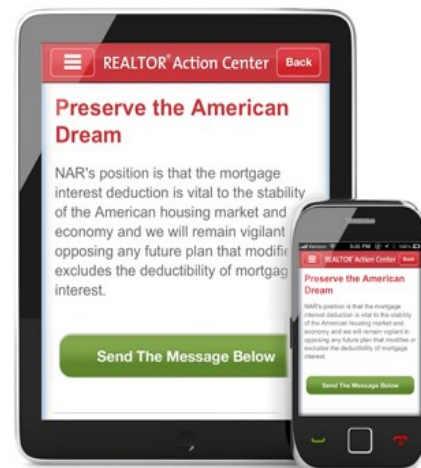 REALTOR® Action Center Back
Preserve the American
Dream
NAR's position is that the mortgage
interest deduction is vital to the stability
of the American housing market and
economy and we will remain vigilant
opposing any future plan that modifie
excludes the deductibility of mortgag
interest.
Send The Message Below
Verizon 5:36 PM 100%
REALTOR® Action Center Back
Preserve the American
Dream
NAR's position is that the mortgage
interest deduction is vital to the stability
of the American housing market and
economy and we will remain vigilant in
opposing any future plan that modifies or
excludes the deductibility of mortgage
interest.
Send The Message Below